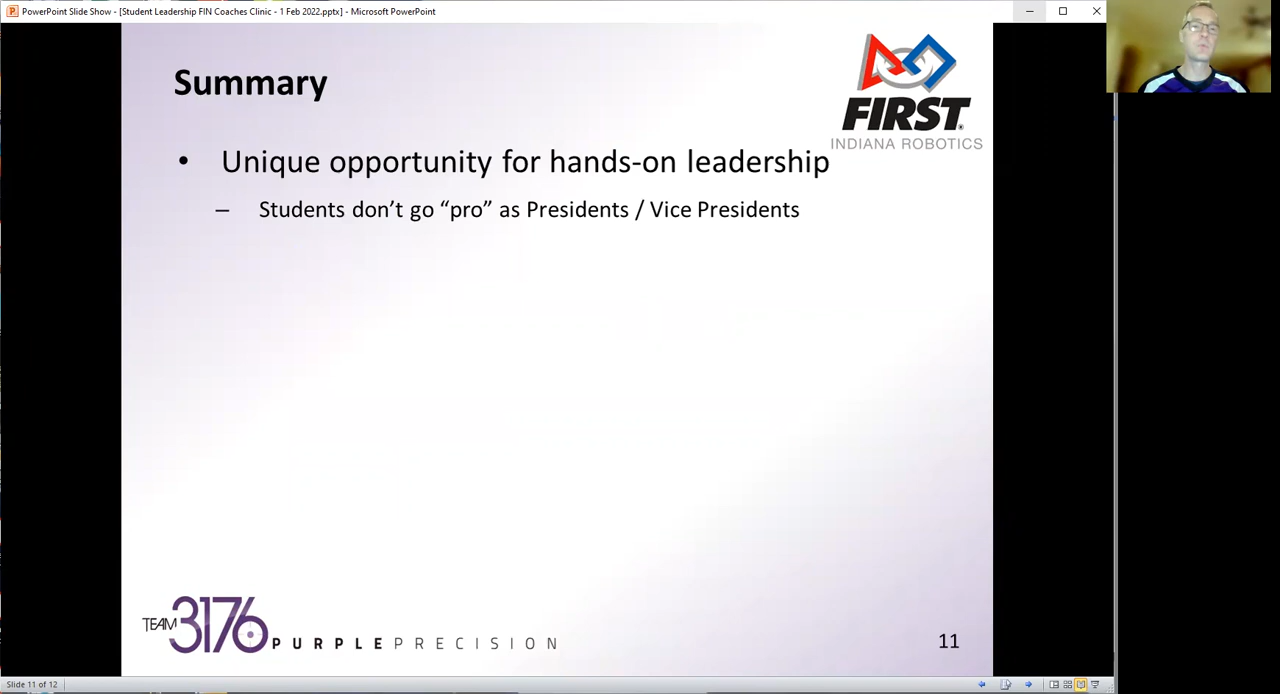 PowerPoint Slide Show - [Student Leadership FIN Coaches Clinic - 1 Feb 2022.pptx] - Microsoft PowerPoint
Summary
FIRST®
INDIANA ROBOTICS
• Unique opportunity for hands-on leadership
– Students don’t go “pro” as Presidents / Vice Presidents
TEAM 3176 PURPLE PRECISION
11
Slide 11 of 12